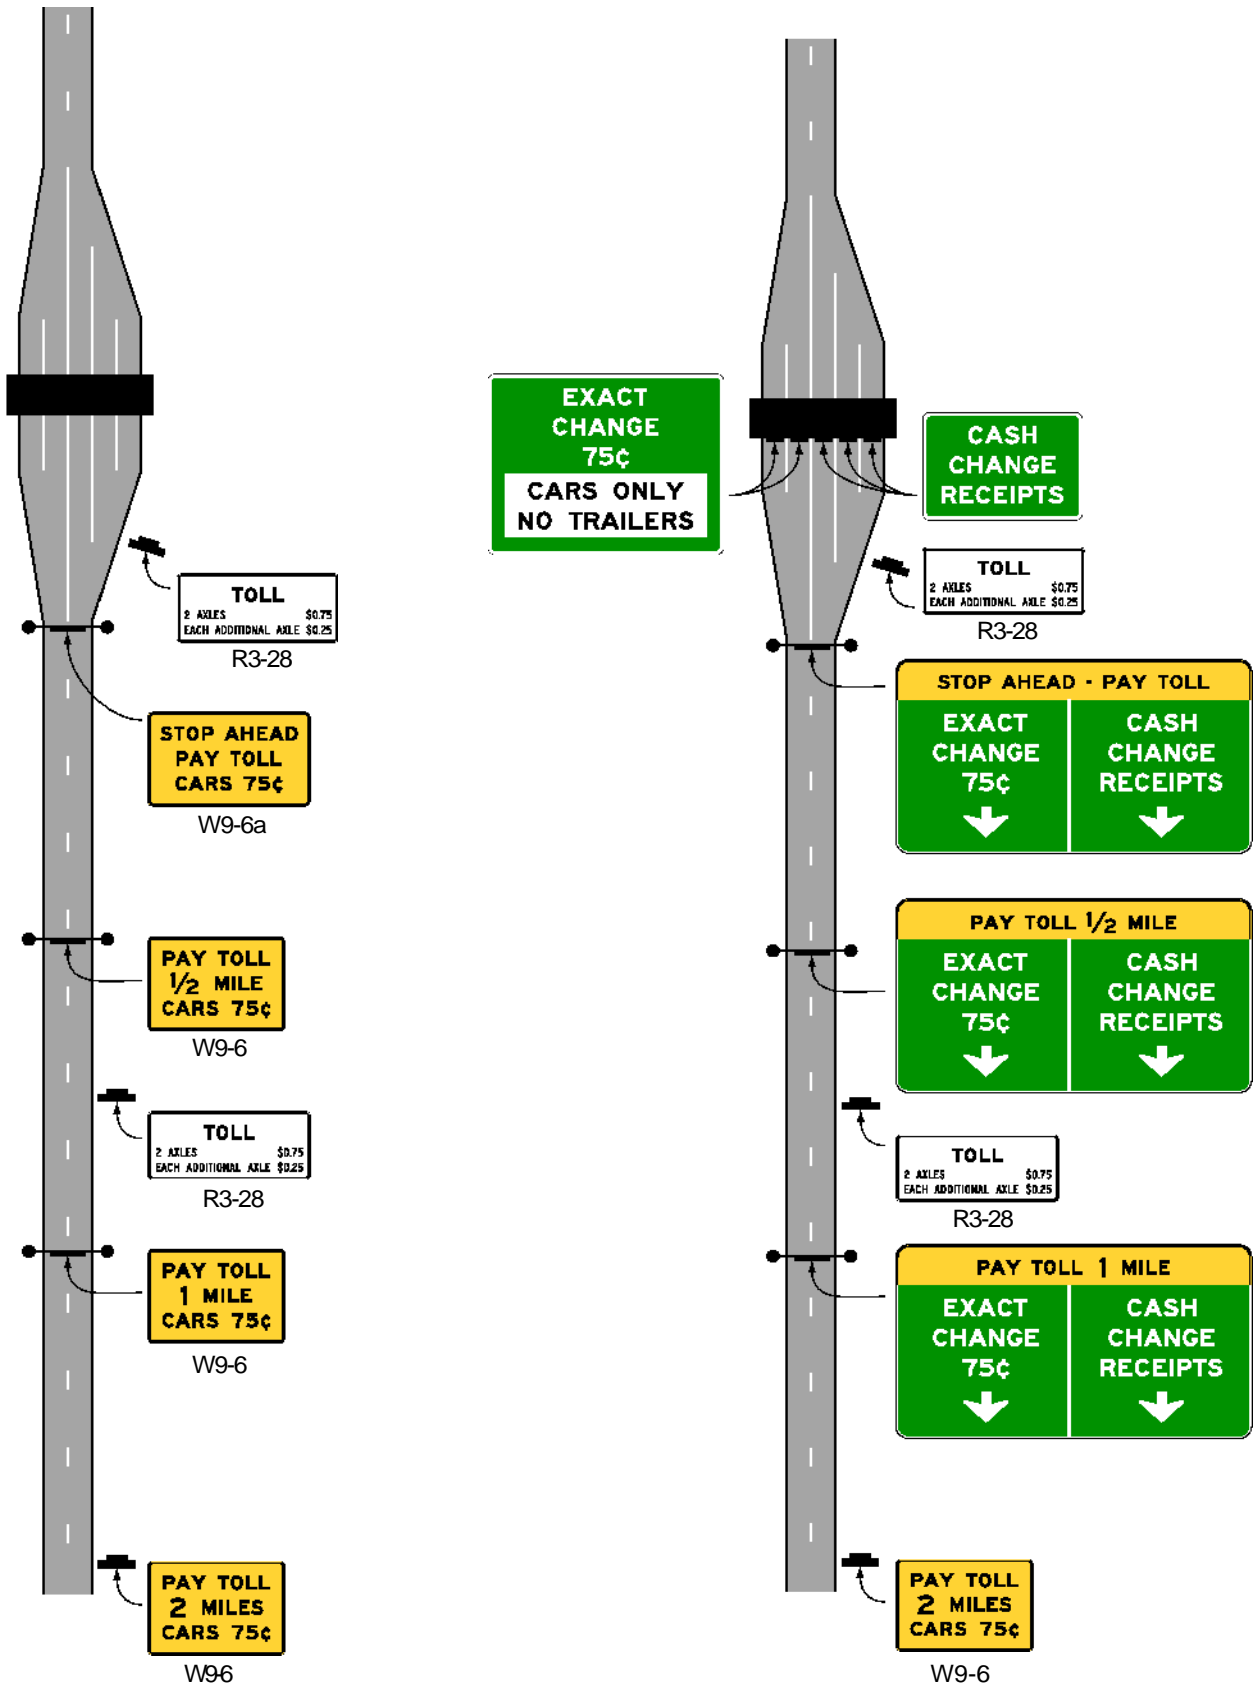 TOLL
2 AXLES $0.75
EACH ADDITIONAL AXLE $0.25
R3-28
STOP AHEAD
PAY TOLL
CARS 75¢
W9-6a
PAY TOLL
1/2 MILE
CARS 75¢
W9-6
TOLL
2 AXLES $0.75
EACH ADDITIONAL AXLE $0.25
R3-28
PAY TOLL
1 MILE
CARS 75¢
W9-6
PAY TOLL
2 MILES
CARS 75¢
W9-6
EXACT
CHANGE
75¢
CARS ONLY
NO TRAILERS
CASH
CHANGE
RECEIPTS
TOLL
2 AXLES $0.75
EACH ADDITIONAL AXLE $0.25
R3-28
STOP AHEAD - PAY TOLL
EXACT
CHANGE
75¢
CASH
CHANGE
RECEIPTS
PAY TOLL 1/2 MILE
EXACT
CHANGE
75¢
CASH
CHANGE
RECEIPTS
TOLL
2 AXLES $0.75
EACH ADDITIONAL AXLE $0.25
R3-28
PAY TOLL 1 MILE
EXACT
CHANGE
75¢
CASH
CHANGE
RECEIPTS
PAY TOLL
2 MILES
CARS 75¢
W9-6